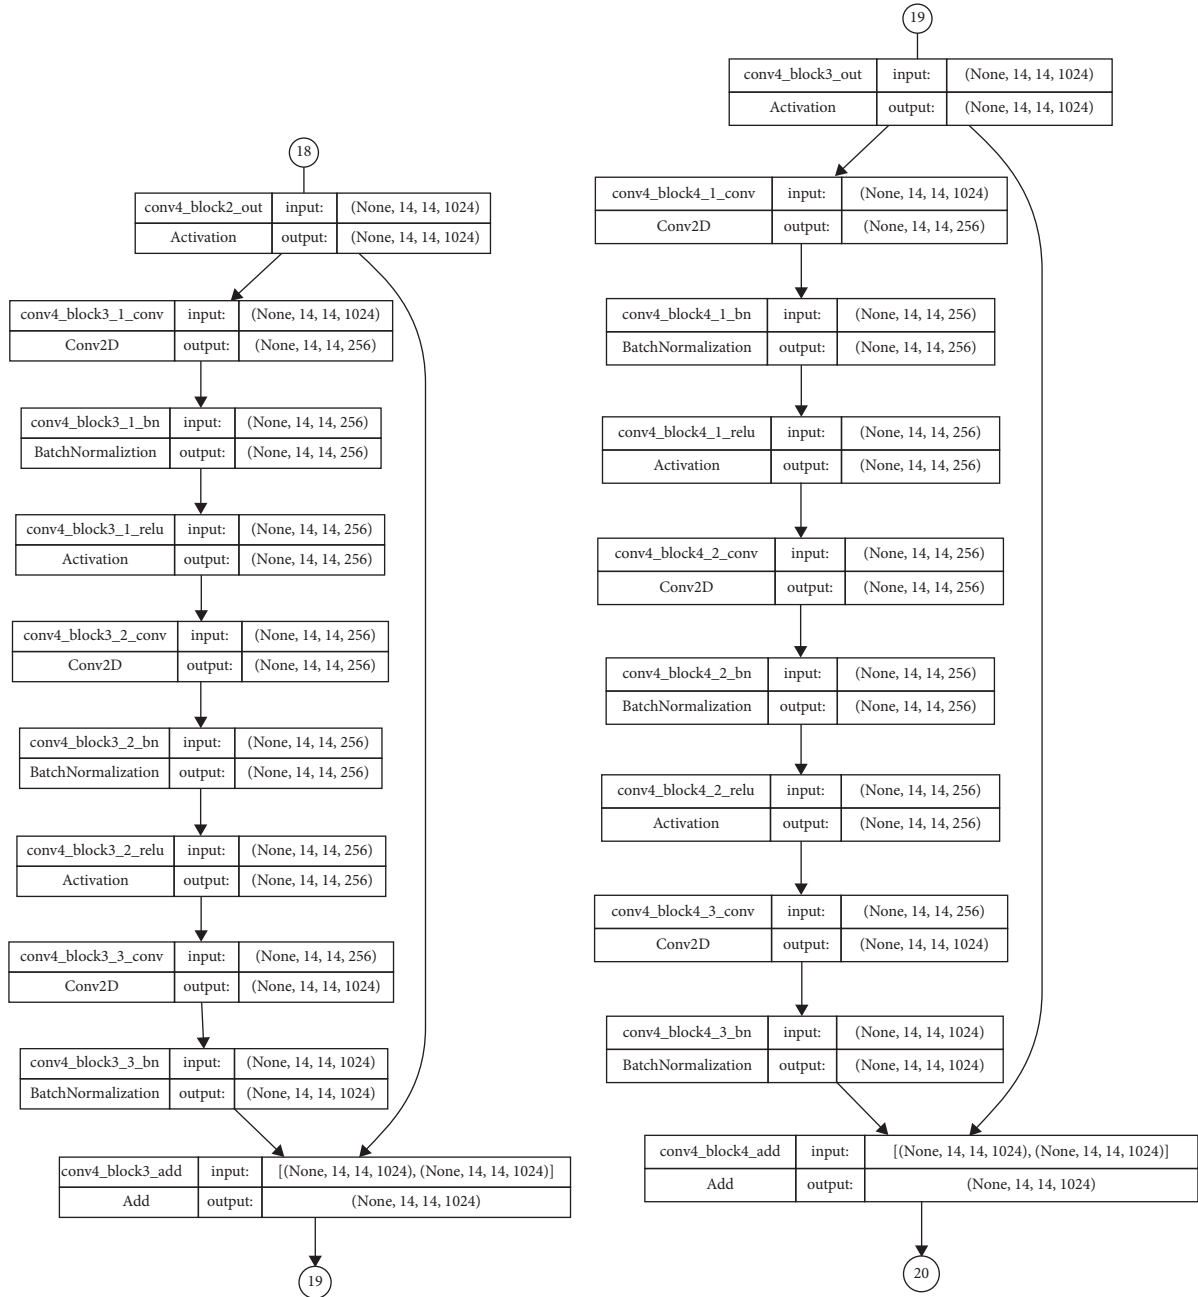 18
conv4_block2_out input: (None, 14, 14, 1024)
Activation output: (None, 14, 14, 1024)
conv4_block3_1_conv input: (None, 14, 14, 1024)
Conv2D output: (None, 14, 14, 256)
conv4_block3_1_bn input: (None, 14, 14, 256)
BatchNormaliztion output: (None, 14, 14, 256)
conv4_block3_1_relu input: (None, 14, 14, 256)
Activation output: (None, 14, 14, 256)
conv4_block3_2_conv input: (None, 14, 14, 256)
Conv2D output: (None, 14, 14, 256)
conv4_block3_2_bn input: (None, 14, 14, 256)
BatchNormalization output: (None, 14, 14, 256)
conv4_block3_2_relu input: (None, 14, 14, 256)
Activation output: (None, 14, 14, 256)
conv4_block3_3_conv input: (None, 14, 14, 256)
Conv2D output: (None, 14, 14, 1024)
conv4_block3_3_bn input: (None, 14, 14, 1024)
BatchNormalization output: (None, 14, 14, 1024)
conv4_block3_add input: [(None, 14, 14, 1024), (None, 14, 14, 1024)]
Add output: (None, 14, 14, 1024)
19
19
conv4_block3_out input: (None, 14, 14, 1024)
Activation output: (None, 14, 14, 1024)
conv4_block4_1_conv input: (None, 14, 14, 1024)
Conv2D output: (None, 14, 14, 256)
conv4_block4_1_bn input: (None, 14, 14, 256)
BatchNormalization output: (None, 14, 14, 256)
conv4_block4_1_relu input: (None, 14, 14, 256)
Activation output: (None, 14, 14, 256)
conv4_block4_2_conv input: (None, 14, 14, 256)
Conv2D output: (None, 14, 14, 256)
conv4_block4_2_bn input: (None, 14, 14, 256)
BatchNormalization output: (None, 14, 14, 256)
conv4_block4_2_relu input: (None, 14, 14, 256)
Activation output: (None, 14, 14, 256)
conv4_block4_3_conv input: (None, 14, 14, 256)
Conv2D output: (None, 14, 14, 1024)
conv4_block4_3_bn input: (None, 14, 14, 1024)
BatchNormalization output: (None, 14, 14, 1024)
conv4_block4_add input: [(None, 14, 14, 1024), (None, 14, 14, 1024)]
Add output: (None, 14, 14, 1024)
20